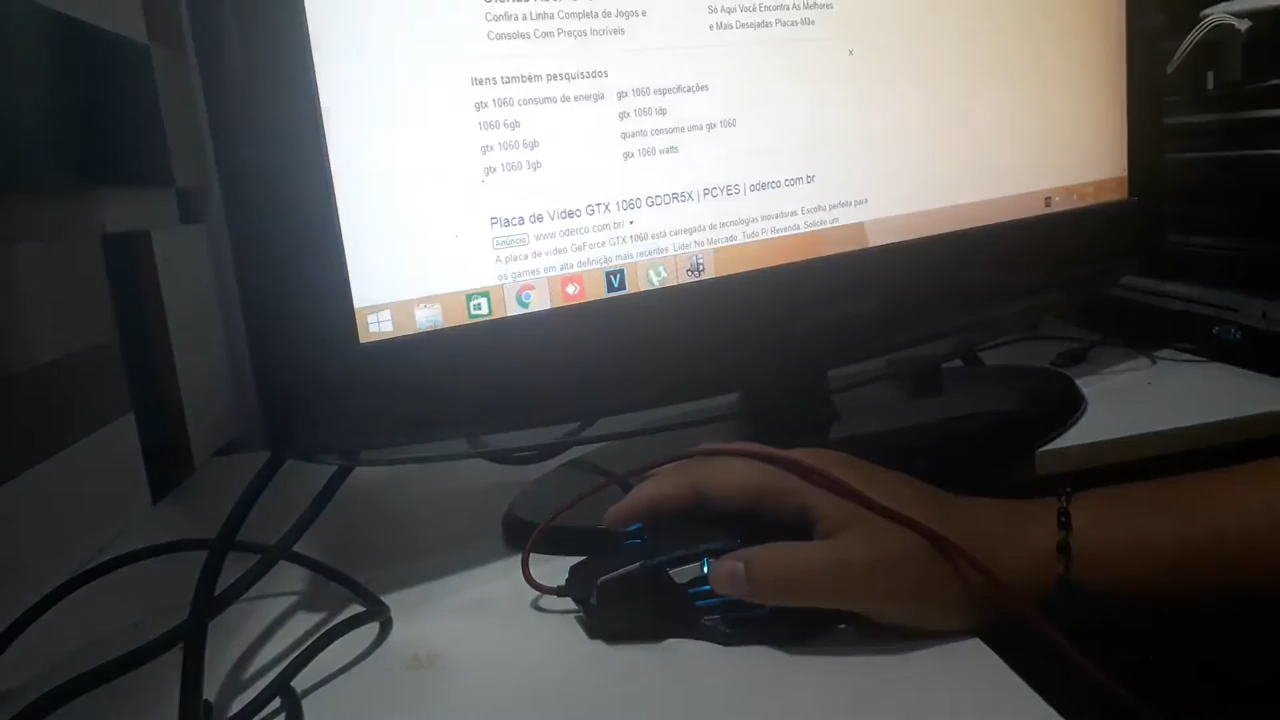 Confira a Linha Completa de Jogos e
Consoles Com Preços Incríveis
Só Aqui Você Encontra As Melhores
e Mais Desejadas Placas-Mãe
Itens também pesquisados
gtx 1060 consumo de energia
1060 6gb
gtx 1060 6gb
gtx 1060 3gb
gtx 1060 especificações
gtx 1060 tdp
quanto consome uma gtx 1060
gtx 1060 watts
Placa de Vídeo GTX 1060 GDDR5X | PCYES | oderco.com.br
Anúncio www.oderco.com.br/
A placa de vídeo GeForce GTX 1060 está carregada de tecnologias inovadoras. Escolha perfeita para
os games em alta definição mais recentes. Líder No Mercado. Tudo P/ Revenda. Solicite um